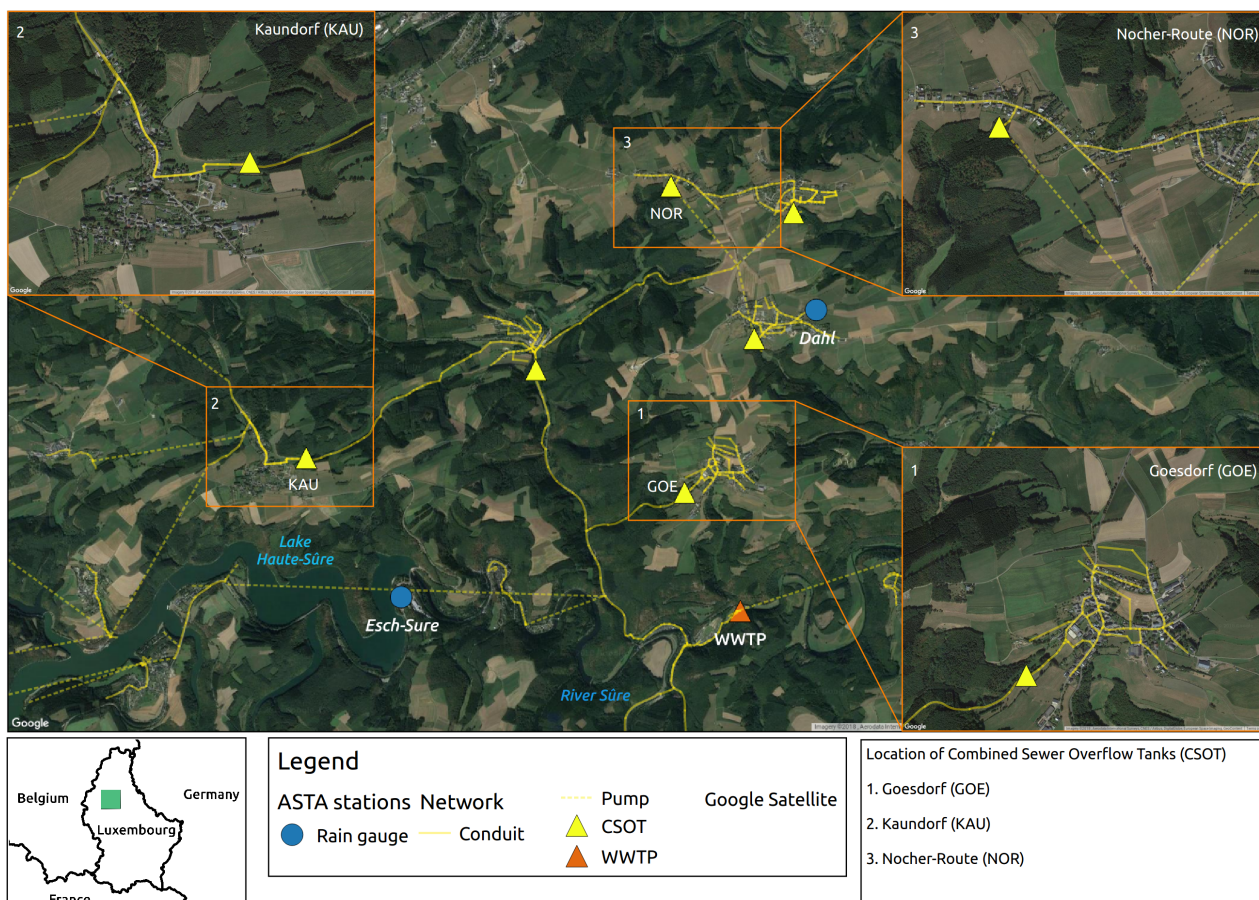 2
Kaundorf (KAU)
Google
3
NOR
3
Nocher-Route (NOR)
Google
Dahl
2
KAU
1
GOE
1
Goesdorf (GOE)
Google
Lake
Haute-Sûre
Esch-Sure
WWTP
River Sûre
Google
Belgium
Germany
Luxembourg
France
Legend
ASTA stations
Network
Rain gauge
Conduit
Pump
CSOT
WWTP
Google Satellite
Location of Combined Sewer Overflow Tanks (CSOT)
1. Goesdorf (GOE)
2. Kaundorf (KAU)
3. Nocher-Route (NOR)